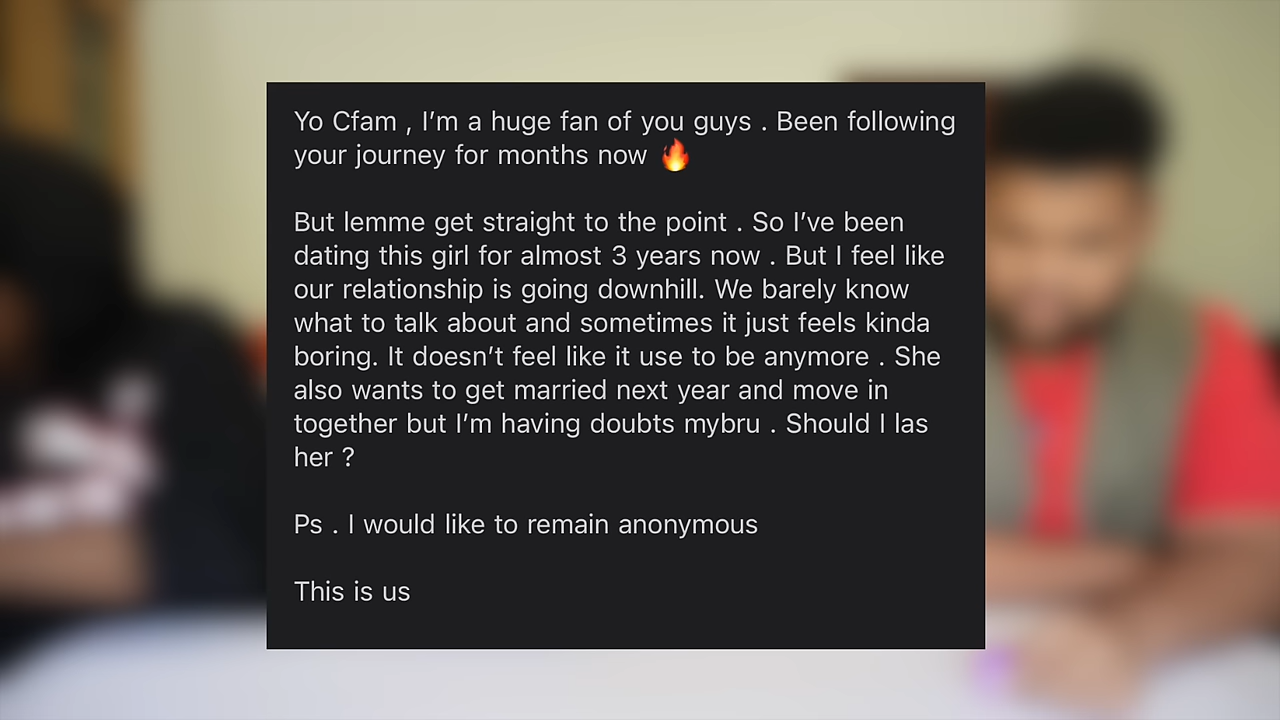 Yo Cfam , I’m a huge fan of you guys . Been following
your journey for months now 🔥
But lemme get straight to the point . So I’ve been
dating this girl for almost 3 years now . But I feel like
our relationship is going downhill. We barely know
what to talk about and sometimes it just feels kinda
boring. It doesn’t feel like it use to be anymore . She
also wants to get married next year and move in
together but I’m having doubts mybru . Should I las
her ?
Ps . I would like to remain anonymous
This is us